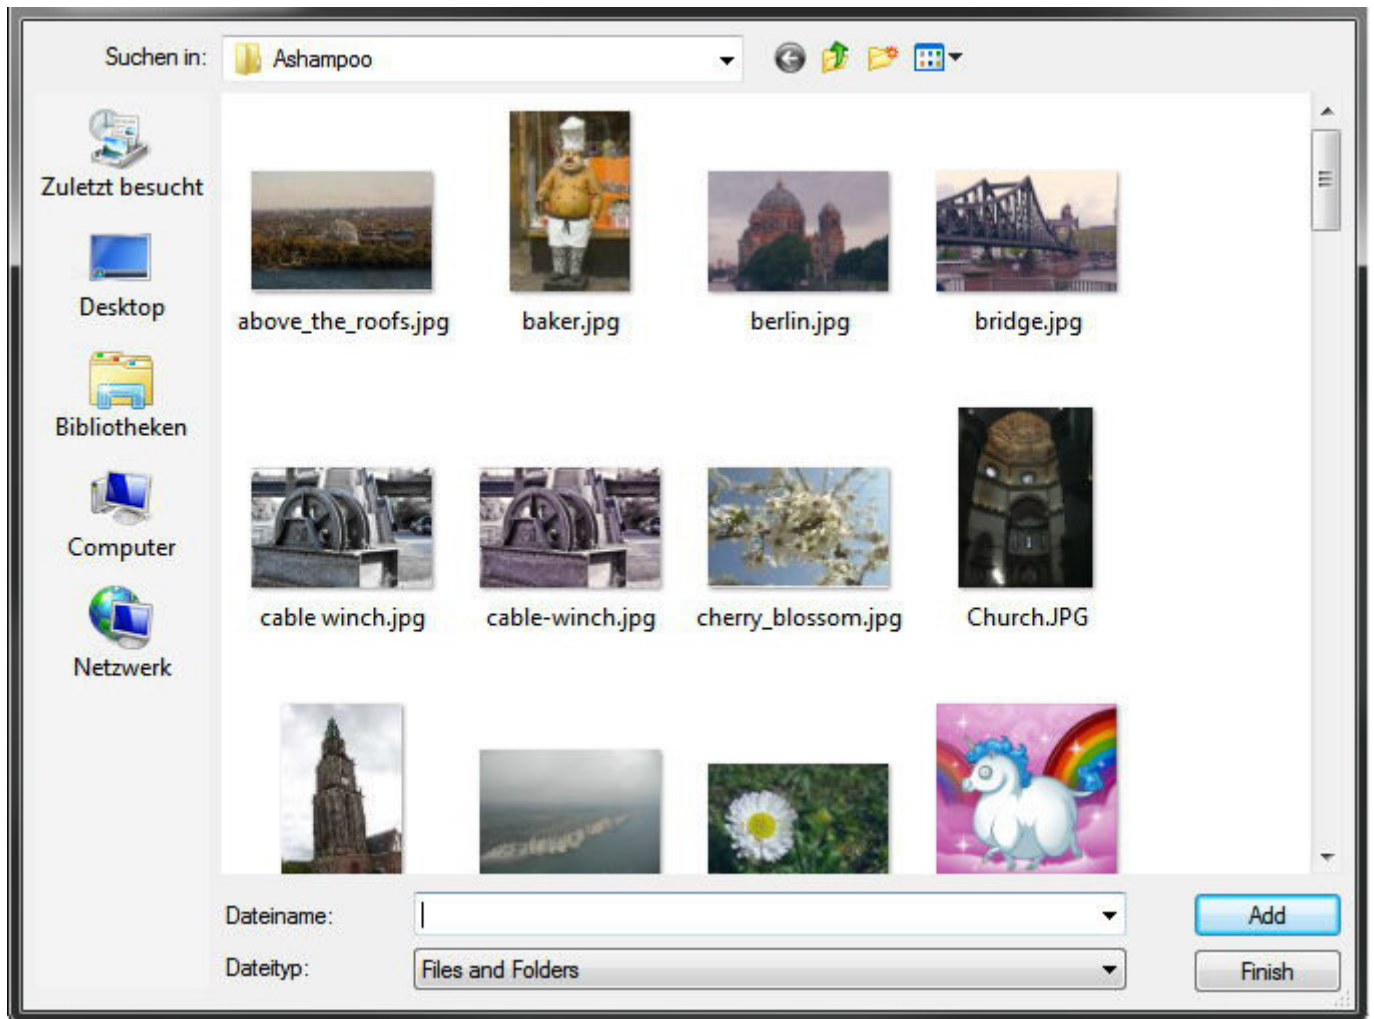 Suchen in:
Ashampoo
Zuletzt besucht
Desktop
Bibliotheken
Computer
Netzwerk
above_the_roofs.jpg
baker.jpg
berlin.jpg
bridge.jpg
cable winch.jpg
cable-winch.jpg
cherry_blossom.jpg
Church.JPG
Dateiname:
Add
Dateityp:
Files and Folders
Finish